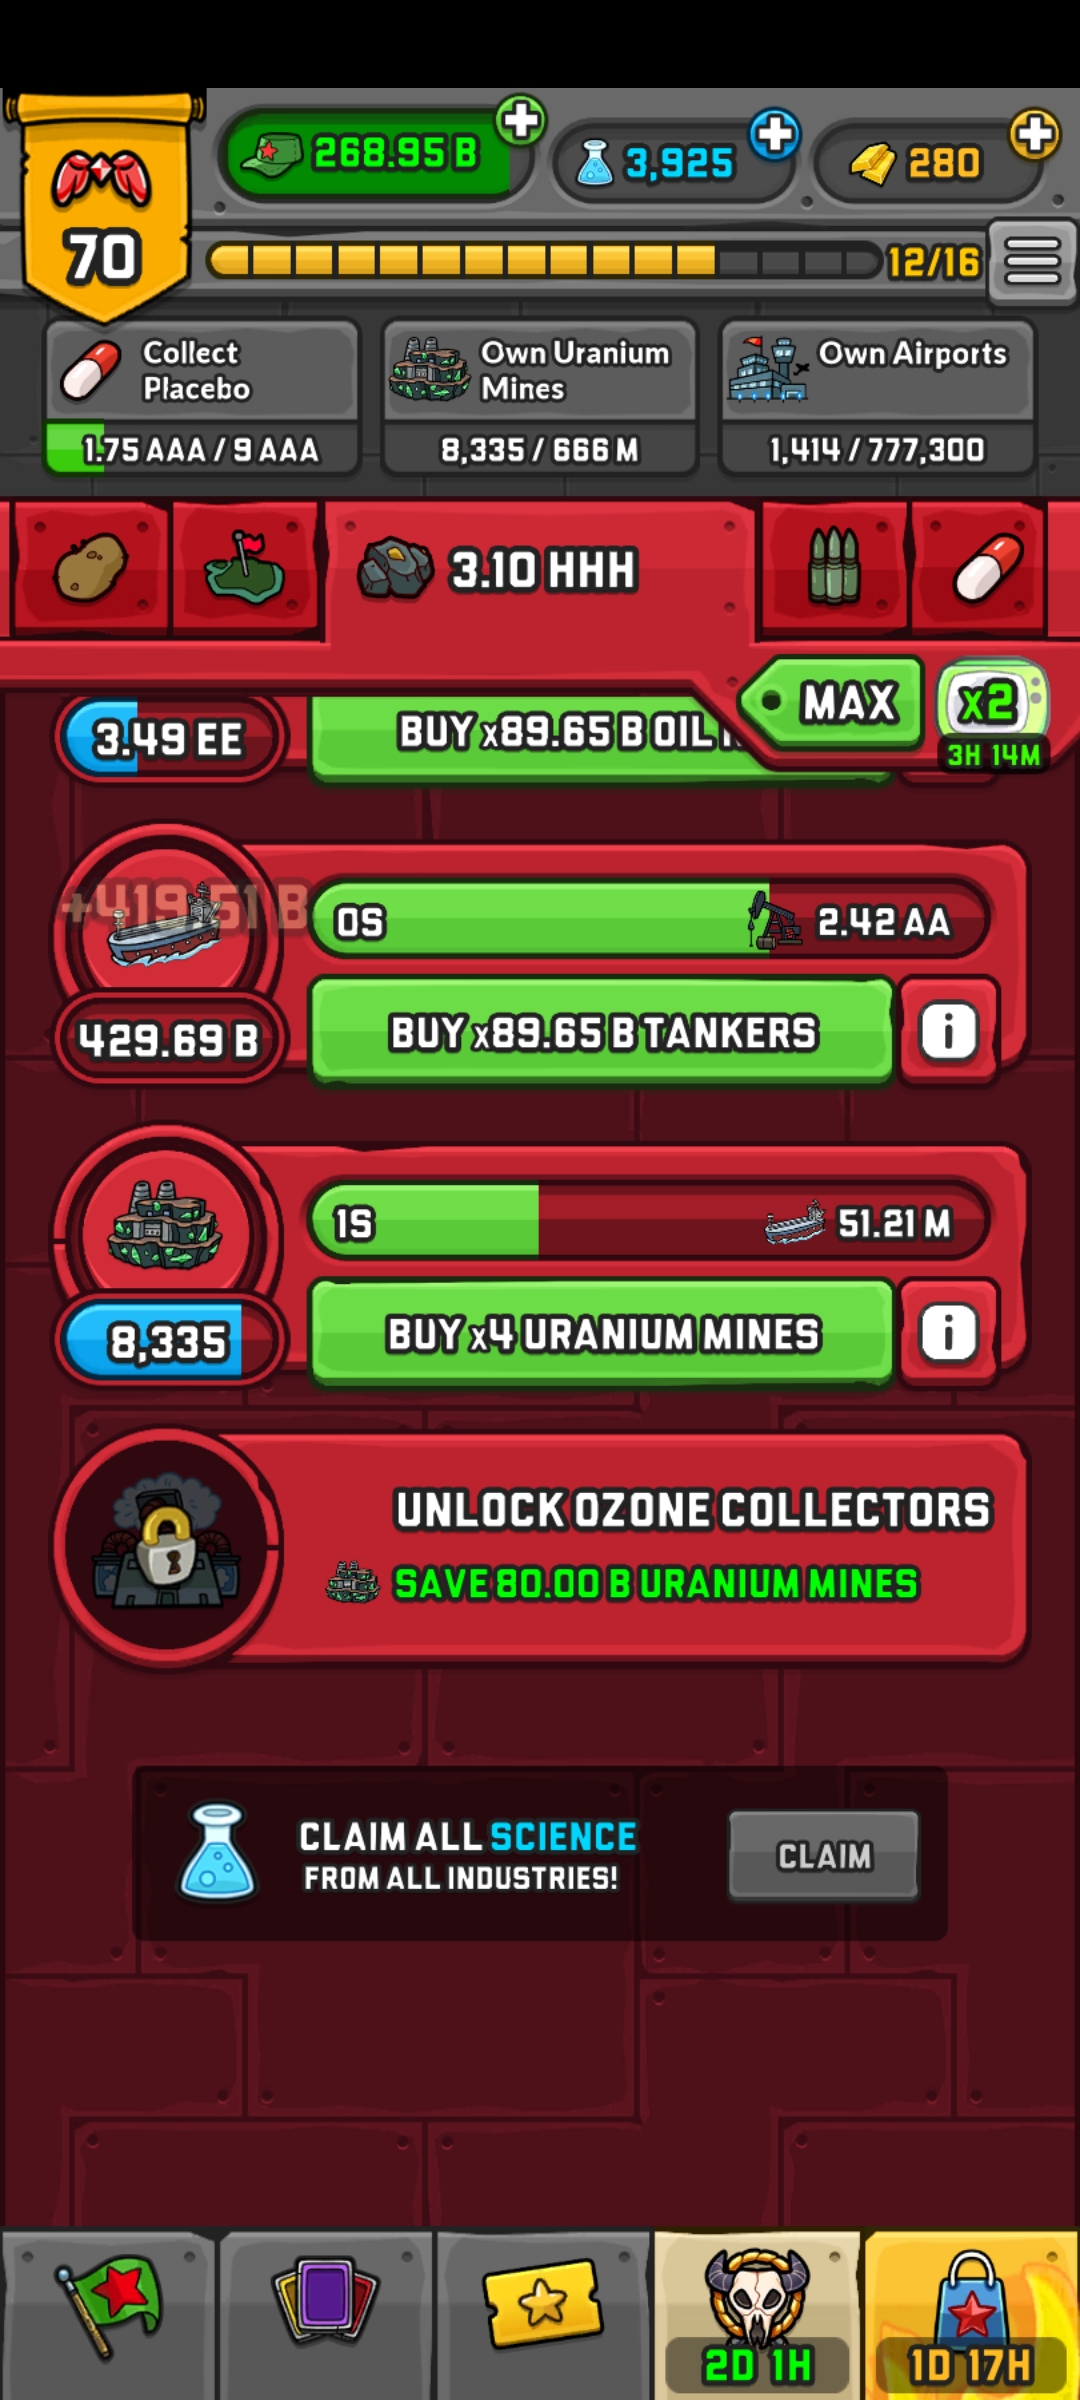 268.95 B
3,925
280
70
12/16
Collect
Placebo
Own Uranium
Mines
Own Airports
1.75 AAA / 9 AAA
8,335 / 666 M
1,414 / 777,300
3.10 HHH
MAX
x2
3H 14M
3.49 EE
BUY x89.65 B OIL
+419.51 B
0S
2.42 AA
429.69 B
BUY x89.65 B TANKERS
i
1S
51.21 M
8,335
BUY x4 URANIUM MINES
i
UNLOCK OZONE COLLECTORS
SAVE 80.00 B URANIUM MINES
CLAIM ALL SCIENCE
FROM ALL INDUSTRIES!
CLAIM
2D 1H
1D 17H